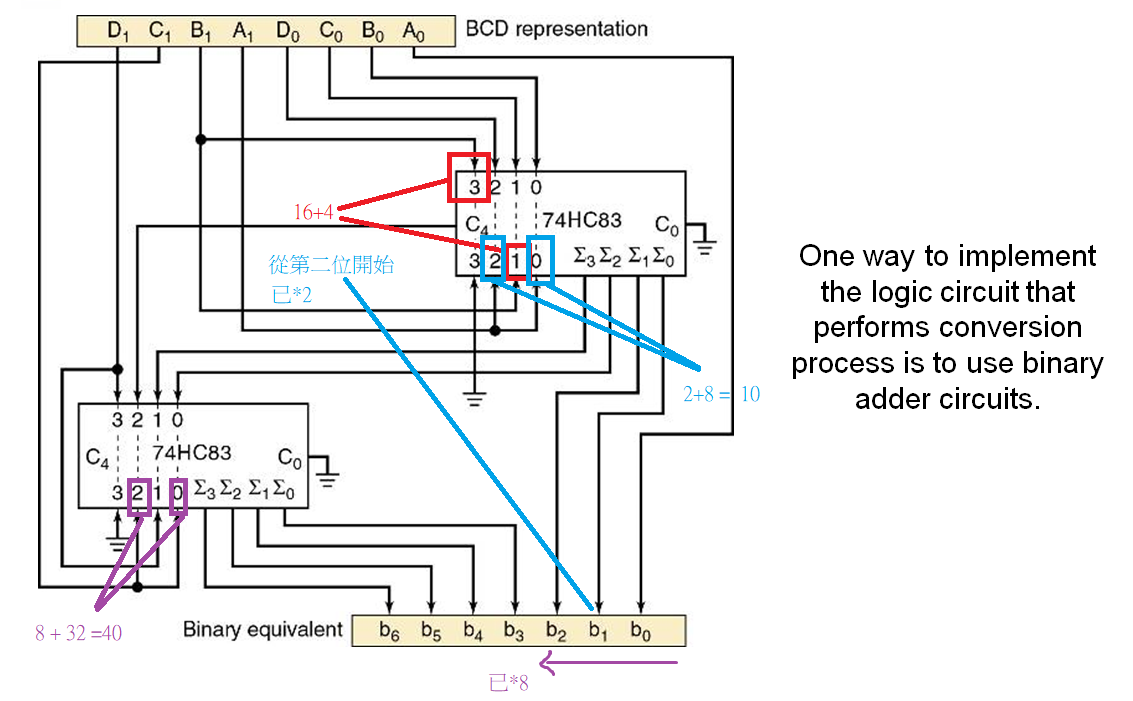 D₁ C₁ B₁ A₁ D₀ C₀ B₀ A₀
BCD representation
3 2 1 0
16+4
C₄
74HC83
C₀
3 2 1 0
Σ₃ Σ₂ Σ₁ Σ₀
從第二位開始
已*2
One way to implement
the logic circuit that
performs conversion
process is to use binary
adder circuits.
2+8 = 10
3 2 1 0
C₄
74HC83
C₀
3 2 1 0
Σ₃ Σ₂ Σ₁ Σ₀
8 + 32 =40
Binary equivalent
b₆ b₅ b₄ b₃ b₂ b₁ b₀
已*8